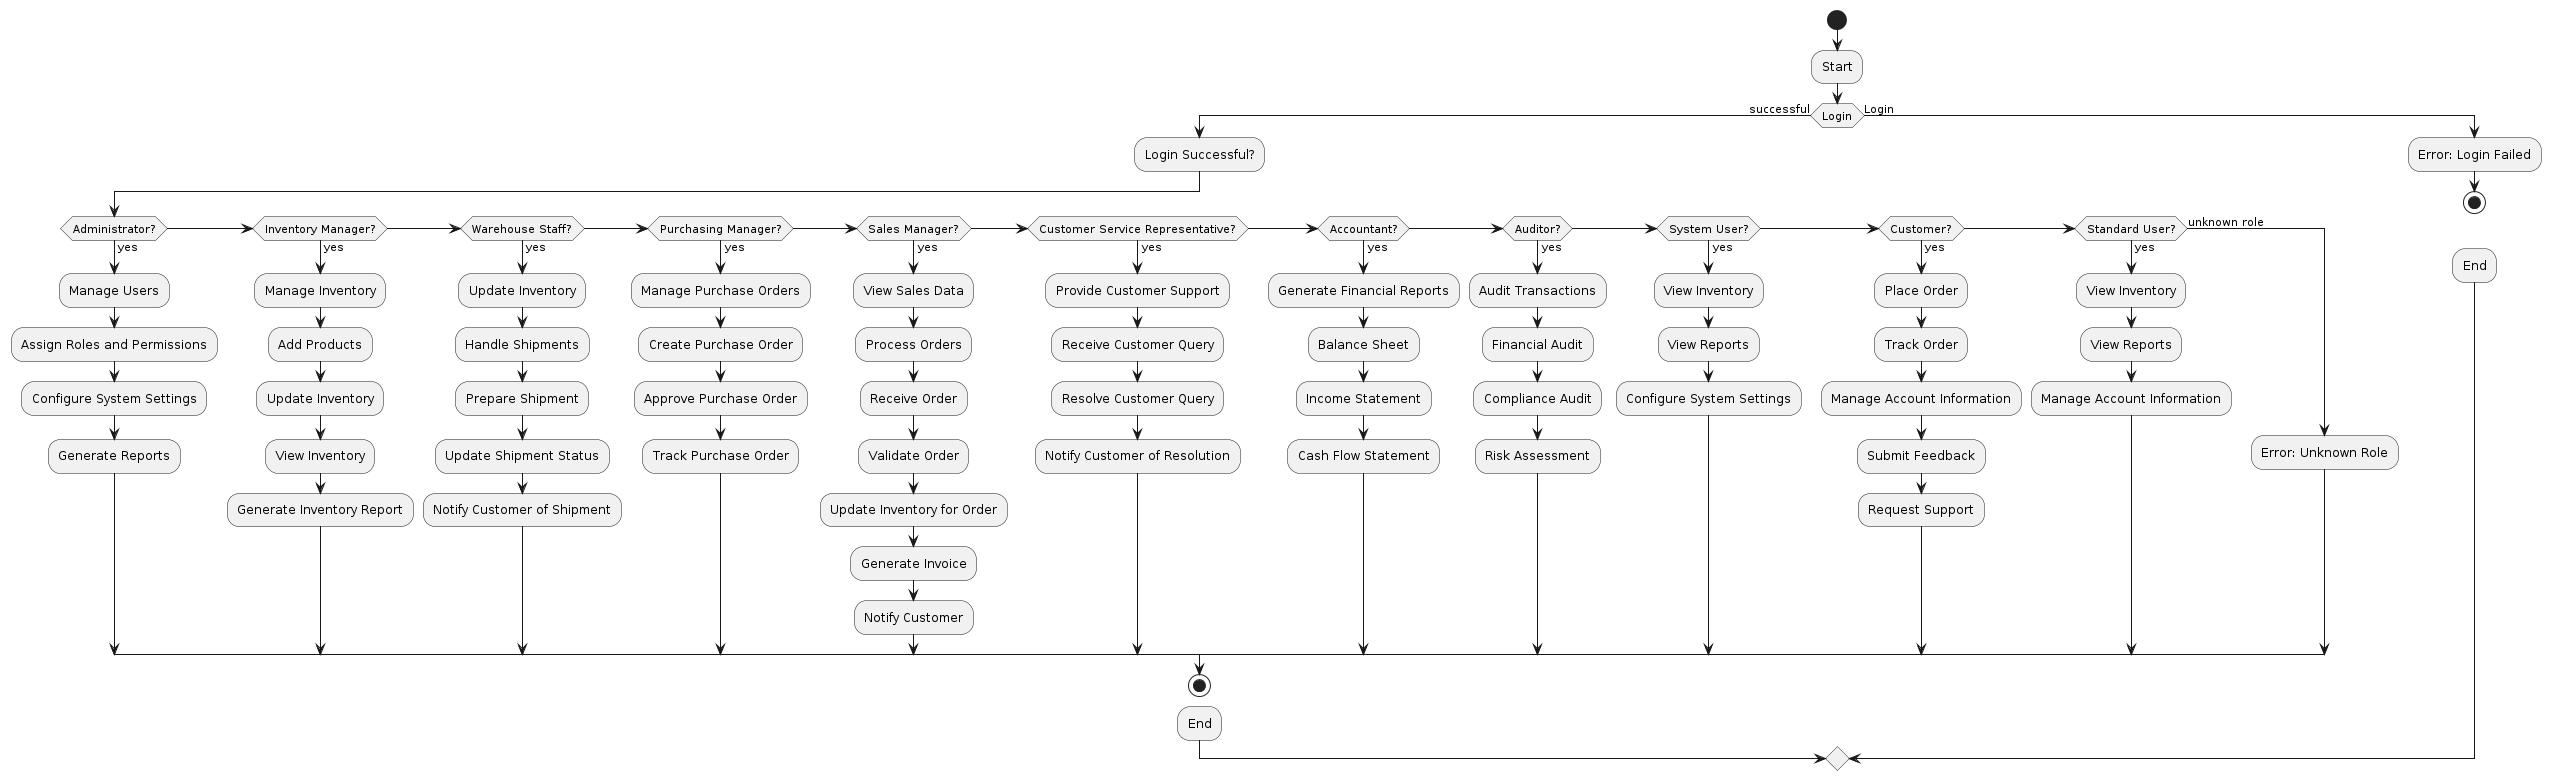 Start
successful
Login
Login
Login Successful?
Error: Login Failed
Administrator?
yes
Manage Users
Assign Roles and Permissions
Configure System Settings
Generate Reports
Inventory Manager?
yes
Manage Inventory
Add Products
Update Inventory
View Inventory
Generate Inventory Report
Warehouse Staff?
yes
Update Inventory
Handle Shipments
Prepare Shipment
Update Shipment Status
Notify Customer of Shipment
Purchasing Manager?
yes
Manage Purchase Orders
Create Purchase Order
Approve Purchase Order
Track Purchase Order
Sales Manager?
yes
View Sales Data
Process Orders
Receive Order
Validate Order
Update Inventory for Order
Generate Invoice
Notify Customer
Customer Service Representative?
yes
Provide Customer Support
Receive Customer Query
Resolve Customer Query
Notify Customer of Resolution
Accountant?
yes
Generate Financial Reports
Balance Sheet
Income Statement
Cash Flow Statement
Auditor?
yes
Audit Transactions
Financial Audit
Compliance Audit
Risk Assessment
System User?
yes
View Inventory
View Reports
Configure System Settings
Customer?
yes
Place Order
Track Order
Manage Account Information
Submit Feedback
Request Support
Standard User?
yes
View Inventory
View Reports
Manage Account Information
unknown role
Error: Unknown Role
End
End